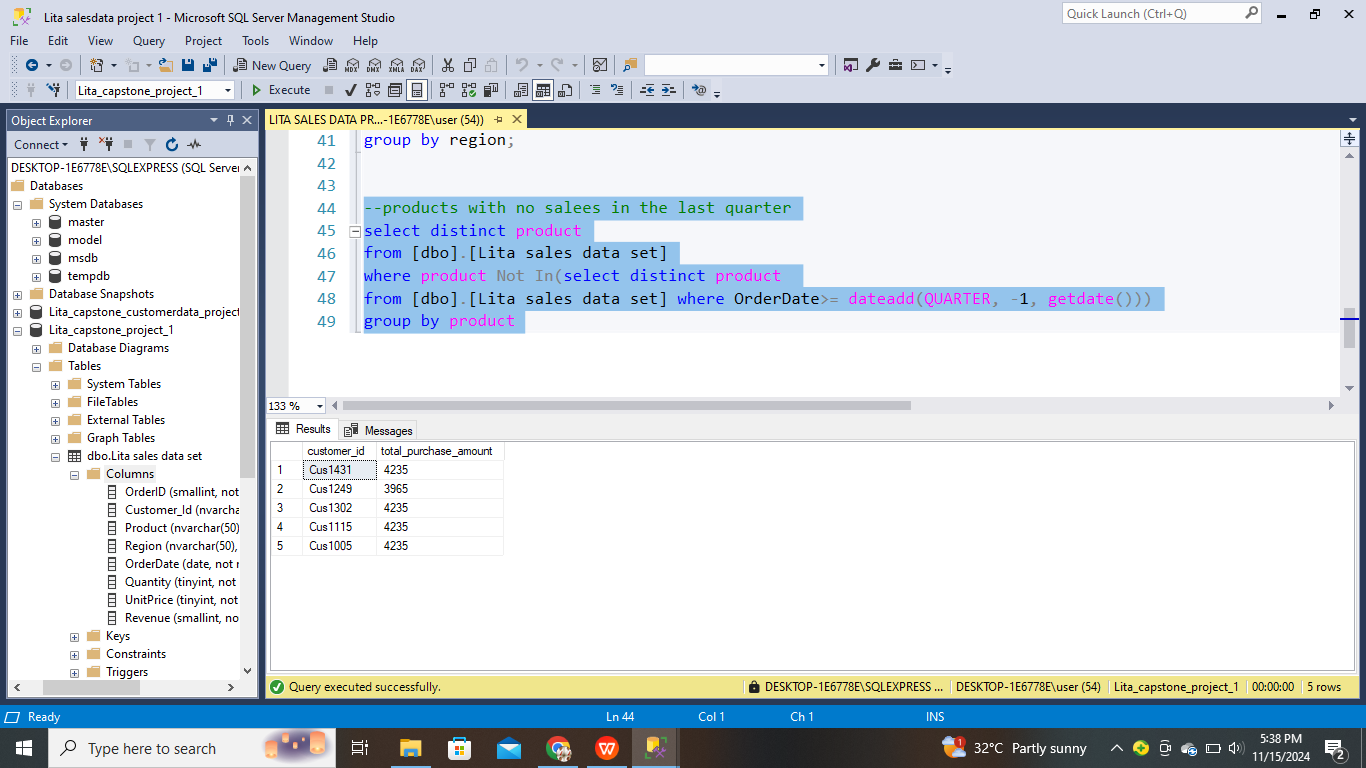 Lita salesdata project 1 - Microsoft SQL Server Management Studio
Quick Launch (Ctrl+Q)
File Edit View Query Project Tools Window Help
New Query
MDX DMX XMLA DAX
Lita_capstone_project_1
Execute
Object Explorer
LITA SALES DATA PR...-1E6778E\user (54))
Connect
DESKTOP-1E6778E\SQLEXPRESS (SQL Server
Databases
System Databases
master
model
msdb
tempdb
Database Snapshots
Lita_capstone_customerdata_project
Lita_capstone_project_1
Database Diagrams
Tables
System Tables
FileTables
External Tables
Graph Tables
dbo.Lita sales data set
Columns
OrderID (smallint, not
Customer_Id (nvarcha
Product (nvarchar(50)
Region (nvarchar(50),
OrderDate (date, not n
Quantity (tinyint, not
UnitPrice (tinyint, not
Revenue (smallint, no
Keys
Constraints
Triggers
41 group by region;
42
43
44 --products with no salees in the last quarter
45 select distinct product
46 from [dbo].[Lita sales data set]
47 where product Not In(select distinct product
48 from [dbo].[Lita sales data set] where OrderDate>= dateadd(QUARTER, -1, getdate()))
49 group by product
133 %
Results Messages
customer_id total_purchase_amount
1 Cus1431 4235
2 Cus1249 3965
3 Cus1302 4235
4 Cus1115 4235
5 Cus1005 4235
Query executed successfully.
DESKTOP-1E6778E\SQLEXPRESS ... DESKTOP-1E6778E\user (54) Lita_capstone_project_1 00:00:00 5 rows
Ready Ln 44 Col 1 Ch 1 INS
Type here to search
32°C Partly sunny
5:38 PM
11/15/2024
2